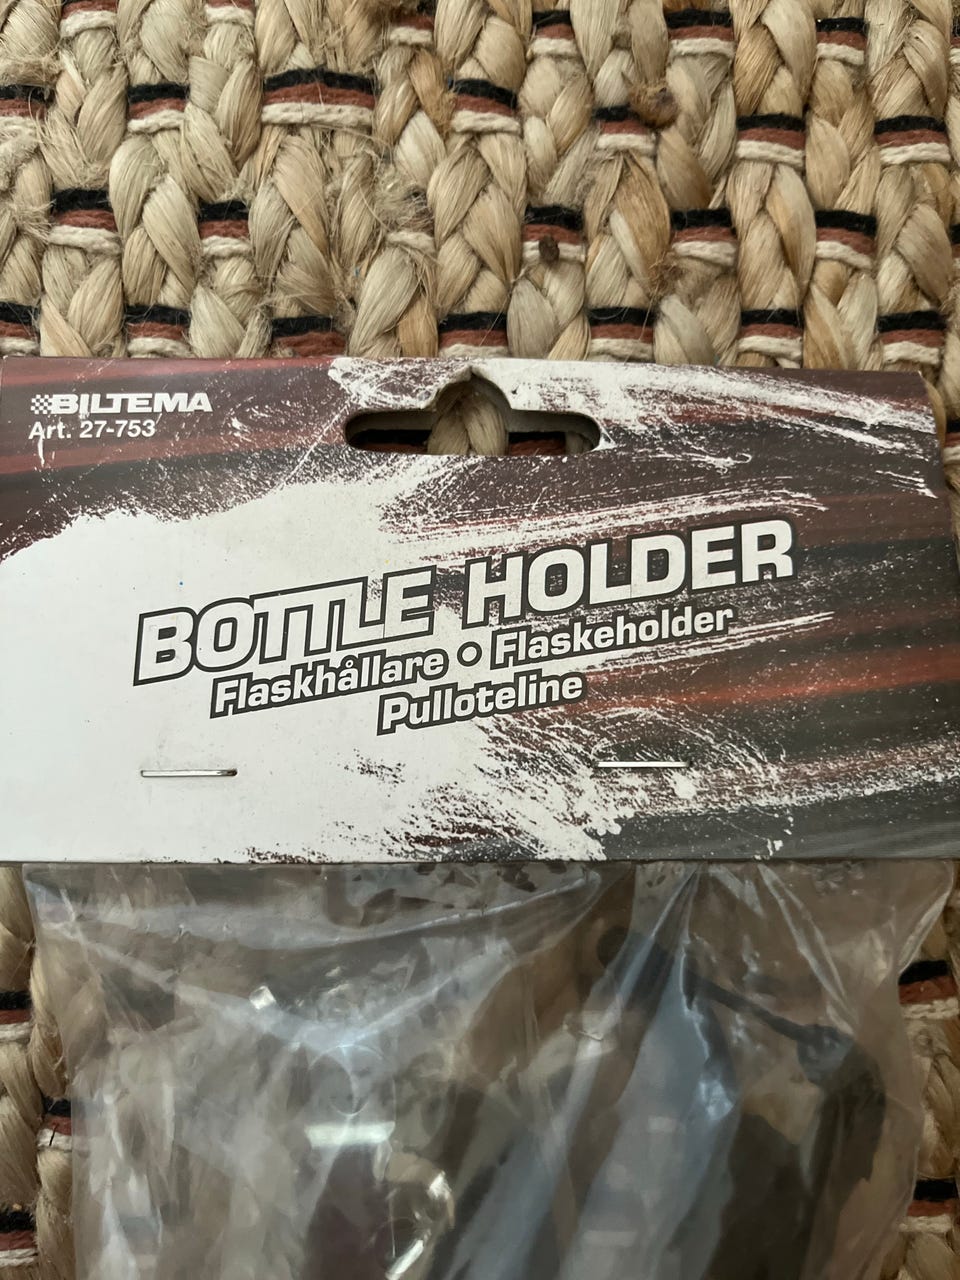 BILTEMA
Art. 27-753
BOTTLE HOLDER
Flaskhållare • Flaskeholder
Pulloteline